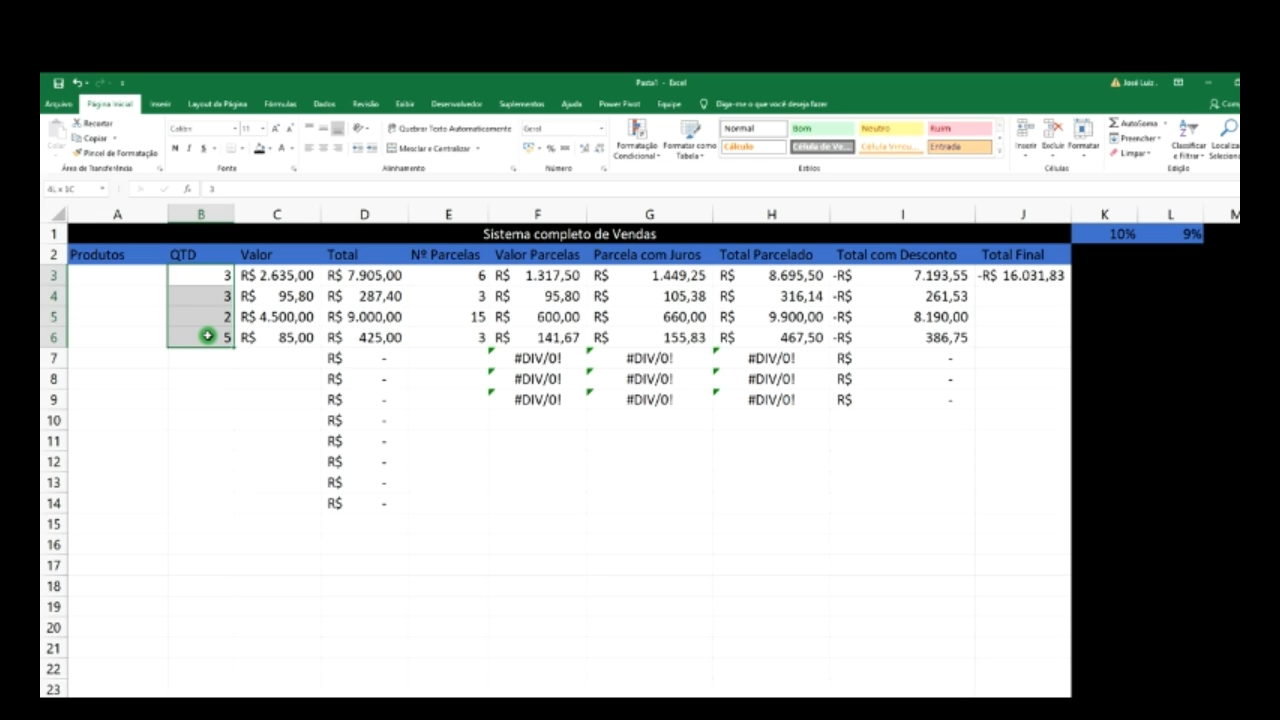 Pasta1 - Excel
José Luiz .
Arquivo Página Inicial Inserir Layout da Página Fórmulas Dados Revisão Exibir Desenvolvedor Suplementos Ajuda Power Pivot Equipe Diga-me o que você deseja fazer
Recortar
Copiar
Pincel de Formatação
Área de Transferência
Calibri 11
N I S
Fonte
Quebrar Texto Automaticamente
Mesclar e Centralizar
Alinhamento
Geral
Número
Formatação Condicional
Formatar como Tabela
Normal Bom Neutro Ruim
Cálculo Célula de Ve... Célula Vincu... Entrada
Estilos
Inserir Excluir Formatar
Células
AutoSoma
Preencher
Limpar
Classificar e Filtrar
Edição
4L x 1C fx 3
A B C D E F G H I J K L M
1 Sistema completo de Vendas 10% 9%
2 Produtos QTD Valor Total Nº Parcelas Valor Parcelas Parcela com Juros Total Parcelado Total com Desconto Total Final
3 3 R$ 2.635,00 R$ 7.905,00 6 R$ 1.317,50 R$ 1.449,25 R$ 8.695,50 -R$ 7.193,55 -R$ 16.031,83
4 3 R$ 95,80 R$ 287,40 3 R$ 95,80 R$ 105,38 R$ 316,14 -R$ 261,53
5 2 R$ 4.500,00 R$ 9.000,00 15 R$ 600,00 R$ 660,00 R$ 9.900,00 -R$ 8.190,00
6 5 R$ 85,00 R$ 425,00 3 R$ 141,67 R$ 155,83 R$ 467,50 -R$ 386,75
7 R$ - #DIV/0! #DIV/0! #DIV/0! R$ -
8 R$ - #DIV/0! #DIV/0! #DIV/0! R$ -
9 R$ - #DIV/0! #DIV/0! #DIV/0! R$ -
10 R$ -
11 R$ -
12 R$ -
13 R$ -
14 R$ -
15
16
17
18
19
20
21
22
23